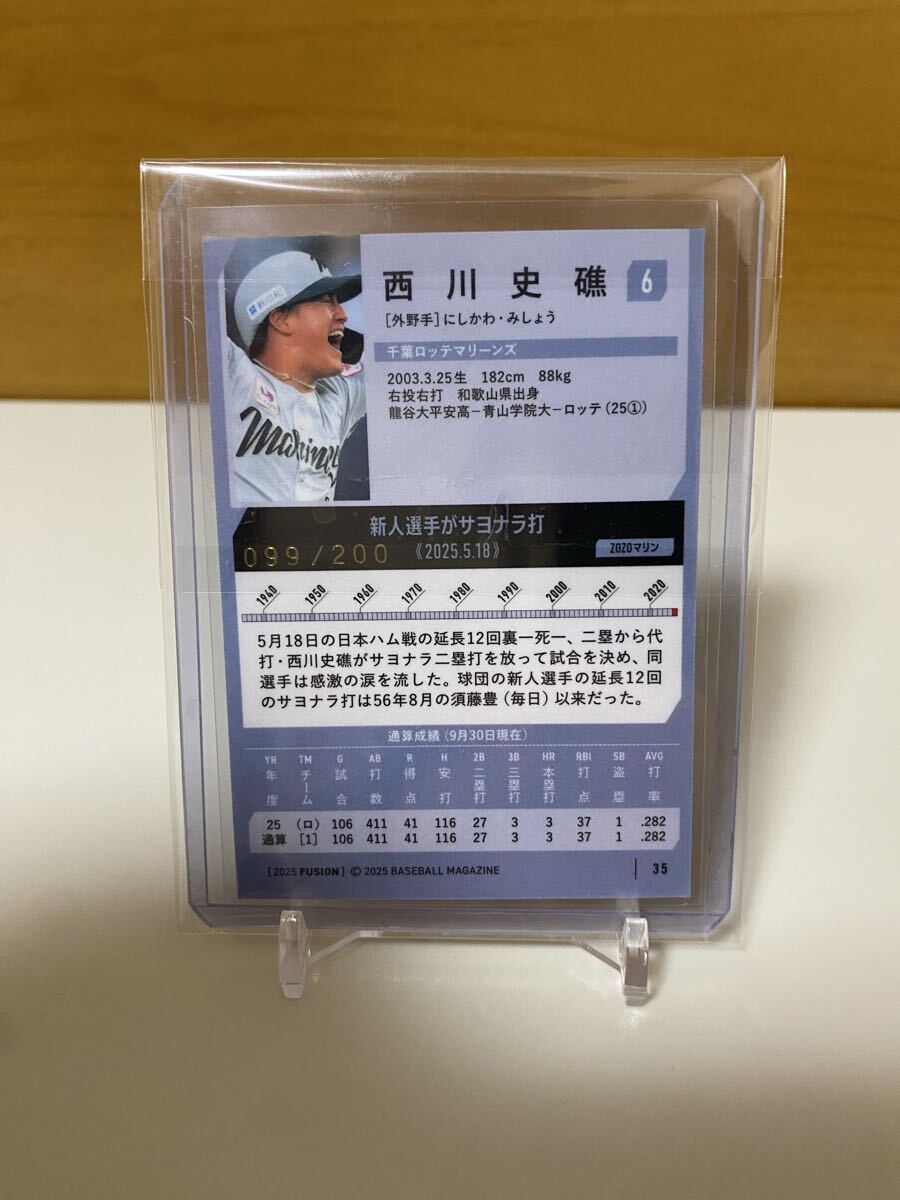 西川史礁 6
[外野手]にしかわ・みしょう
千葉ロッテマリーンズ
2003.3.25生 182cm 88kg
右投右打 和歌山県出身
龍谷大平安高－青山学院大－ロッテ(25①)
Marines
新人選手がサヨナラ打
099/200 《2025.5.18》 ZOZOマリン
1940 1950 1960 1970 1980 1990 2000 2010 2020
5月18日の日本ハム戦の延長12回裏一死一、二塁から代
打・西川史礁がサヨナラ二塁打を放って試合を決め、同
選手は感激の涙を流した。球団の新人選手の延長12回
のサヨナラ打は56年8月の須藤豊(毎日)以来だった。
通算成績(9月30日現在)
YR TM G AB R H 2B 3B HR RBI SB AVG
年度 チーム 試合 打数 得点 安打 二塁打 三塁打 本塁打 打点 盗塁 打率
25 (ロ) 106 411 41 116 27 3 3 37 1 .282
通算 [1] 106 411 41 116 27 3 3 37 1 .282
[2025 FUSION] © 2025 BASEBALL MAGAZINE 35